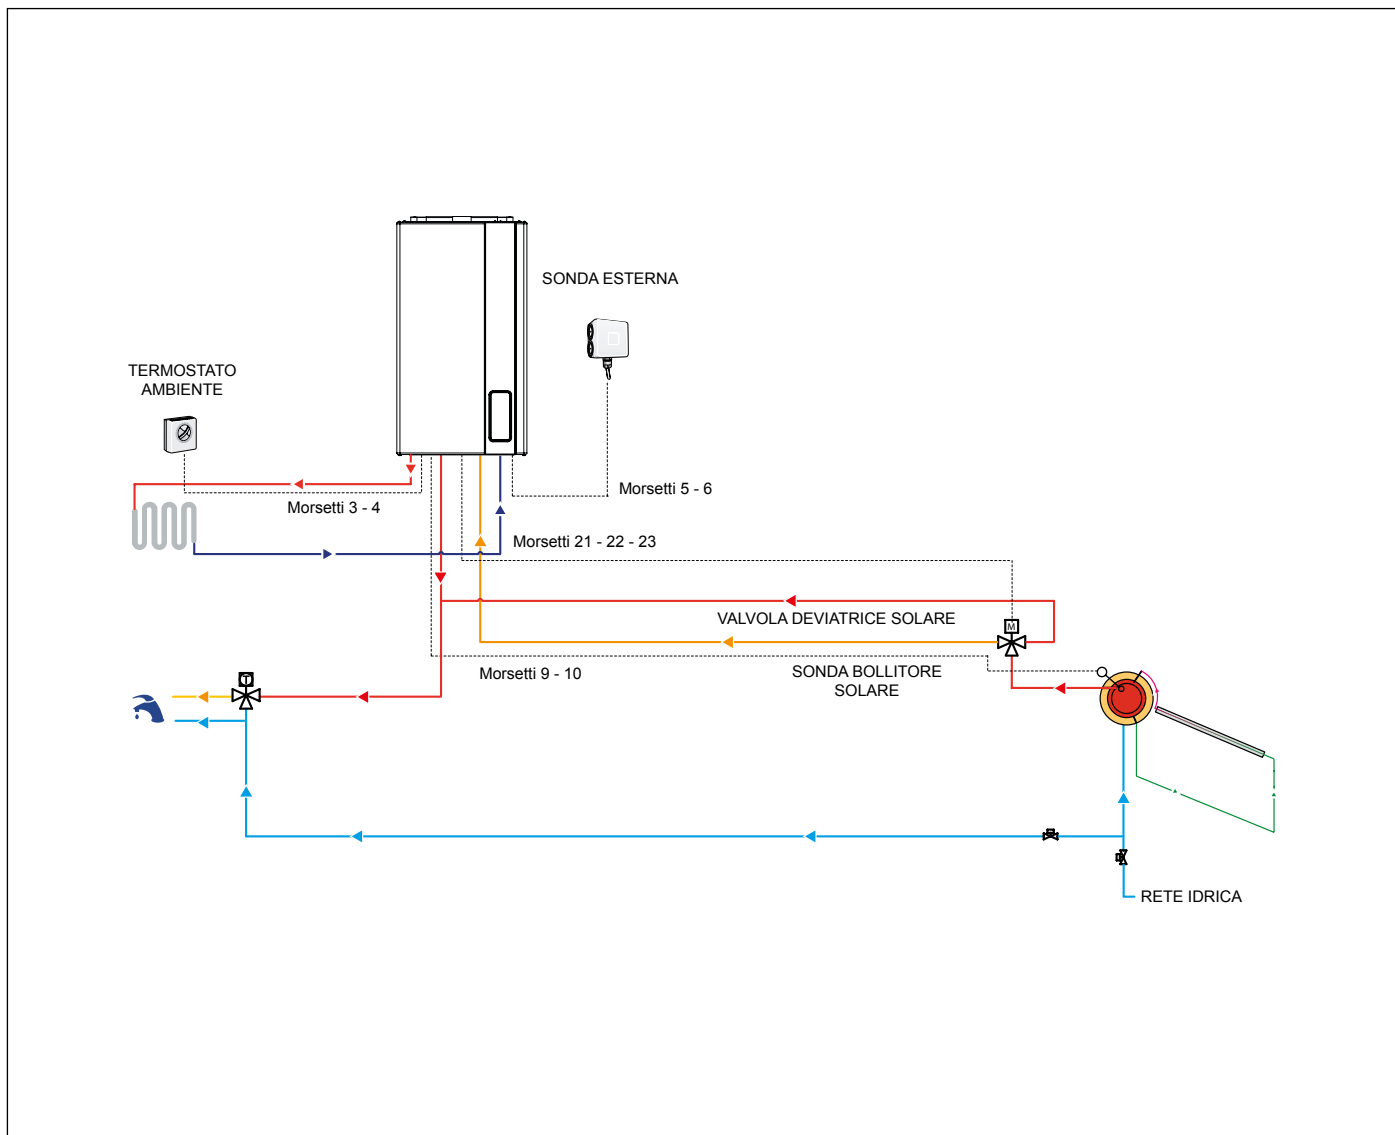 SONDA ESTERNA
TERMOSTATO
AMBIENTE
Morsetti 5 - 6
Morsetti 3 - 4
Morsetti 21 - 22 - 23
VALVOLA DEVIATRICE SOLARE
M
Morsetti 9 - 10
SONDA BOLLITORE
SOLARE
T
RETE IDRICA